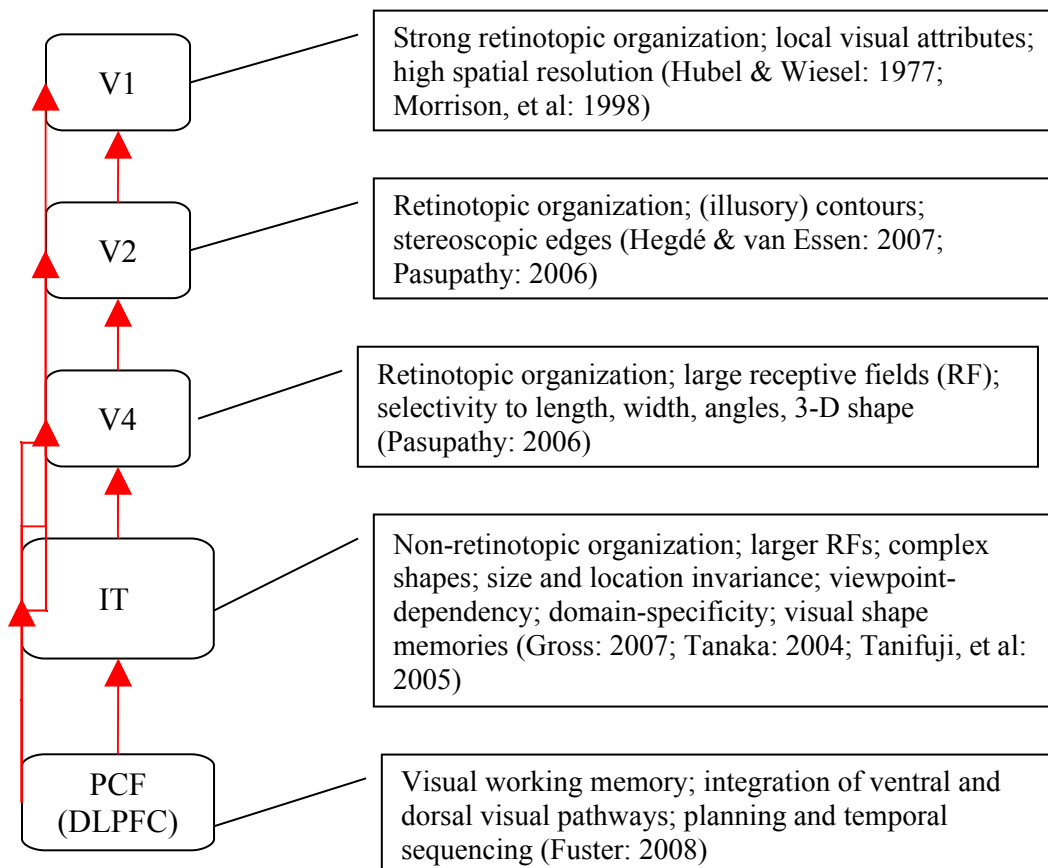 V1
Strong retinotopic organization; local visual attributes;
high spatial resolution (Hubel & Wiesel: 1977;
Morrison, et al: 1998)
V2
Retinotopic organization; (illusory) contours;
stereoscopic edges (Hegdé & van Essen: 2007;
Pasupathy: 2006)
V4
Retinotopic organization; large receptive fields (RF);
selectivity to length, width, angles, 3-D shape
(Pasupathy: 2006)
IT
Non-retinotopic organization; larger RFs; complex
shapes; size and location invariance; viewpoint-
dependency; domain-specificity; visual shape
memories (Gross: 2007; Tanaka: 2004; Tanifuji, et al:
2005)
PCF
(DLPFC)
Visual working memory; integration of ventral and
dorsal visual pathways; planning and temporal
sequencing (Fuster: 2008)